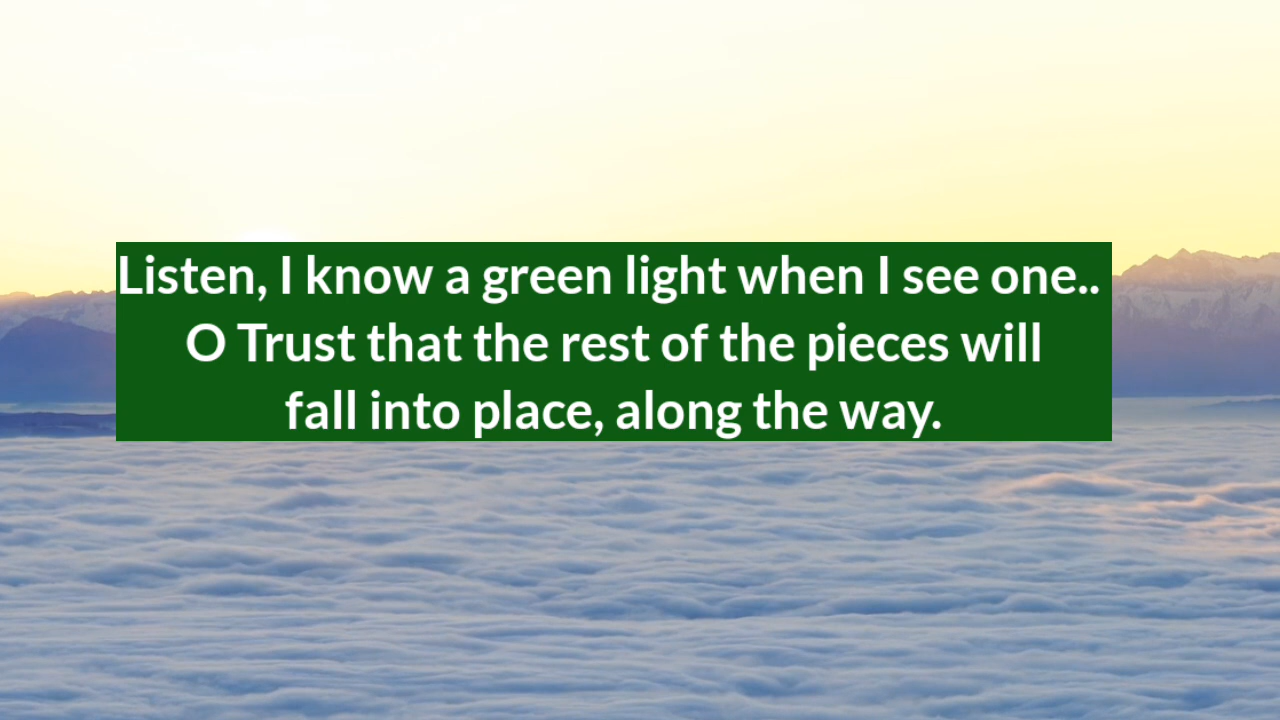 Listen, I know a green light when I see one..
O Trust that the rest of the pieces will
fall into place, along the way.